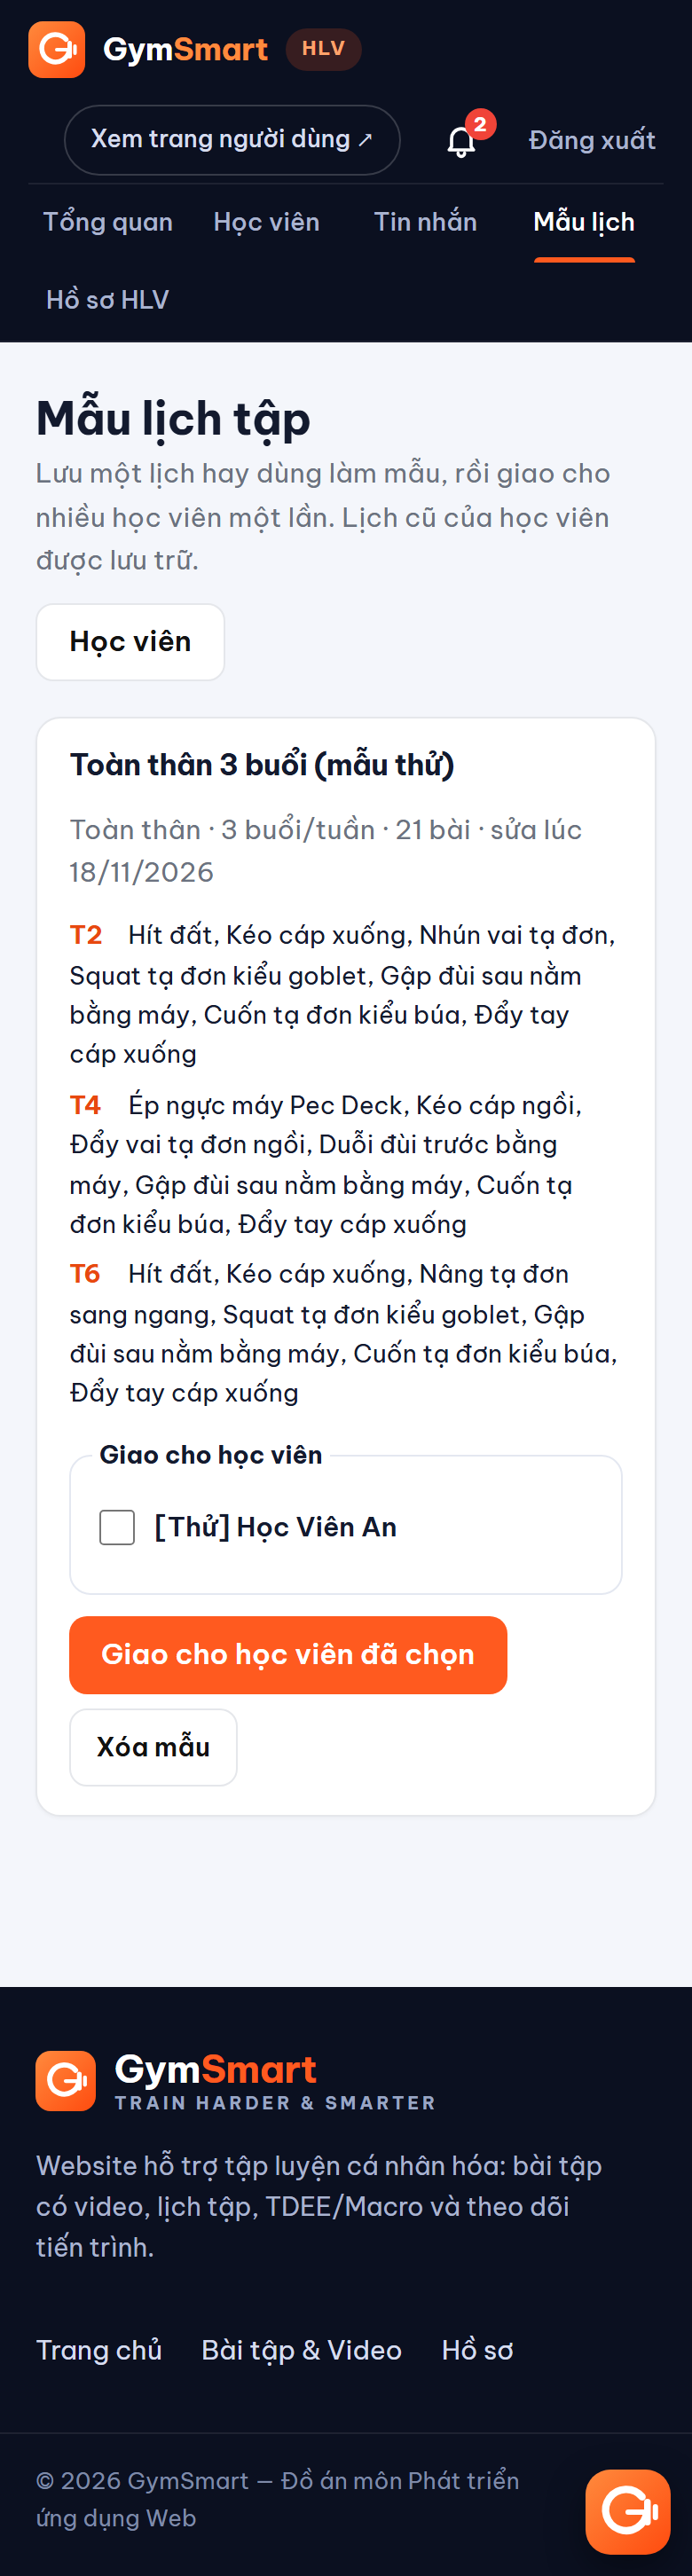 GymSmart HLV
Xem trang người dùng ↗ 2 Đăng xuất
Tổng quan Học viên Tin nhắn Mẫu lịch
Hồ sơ HLV
Mẫu lịch tập
Lưu một lịch hay dùng làm mẫu, rồi giao cho
nhiều học viên một lần. Lịch cũ của học viên
được lưu trữ.
Học viên
Toàn thân 3 buổi (mẫu thử)
Toàn thân · 3 buổi/tuần · 21 bài · sửa lúc
18/11/2026
T2 Hít đất, Kéo cáp xuống, Nhún vai tạ đơn,
Squat tạ đơn kiểu goblet, Gập đùi sau nằm
bằng máy, Cuốn tạ đơn kiểu búa, Đẩy tay
cáp xuống
T4 Ép ngực máy Pec Deck, Kéo cáp ngồi,
Đẩy vai tạ đơn ngồi, Duỗi đùi trước bằng
máy, Gập đùi sau nằm bằng máy, Cuốn tạ
đơn kiểu búa, Đẩy tay cáp xuống
T6 Hít đất, Kéo cáp xuống, Nâng tạ đơn
sang ngang, Squat tạ đơn kiểu goblet, Gập
đùi sau nằm bằng máy, Cuốn tạ đơn kiểu búa,
Đẩy tay cáp xuống
Giao cho học viên
[Thử] Học Viên An
Giao cho học viên đã chọn
Xóa mẫu
GymSmart
TRAIN HARDER & SMARTER
Website hỗ trợ tập luyện cá nhân hóa: bài tập
có video, lịch tập, TDEE/Macro và theo dõi
tiến trình.
Trang chủ Bài tập & Video Hồ sơ
© 2026 GymSmart — Đồ án môn Phát triển
ứng dụng Web